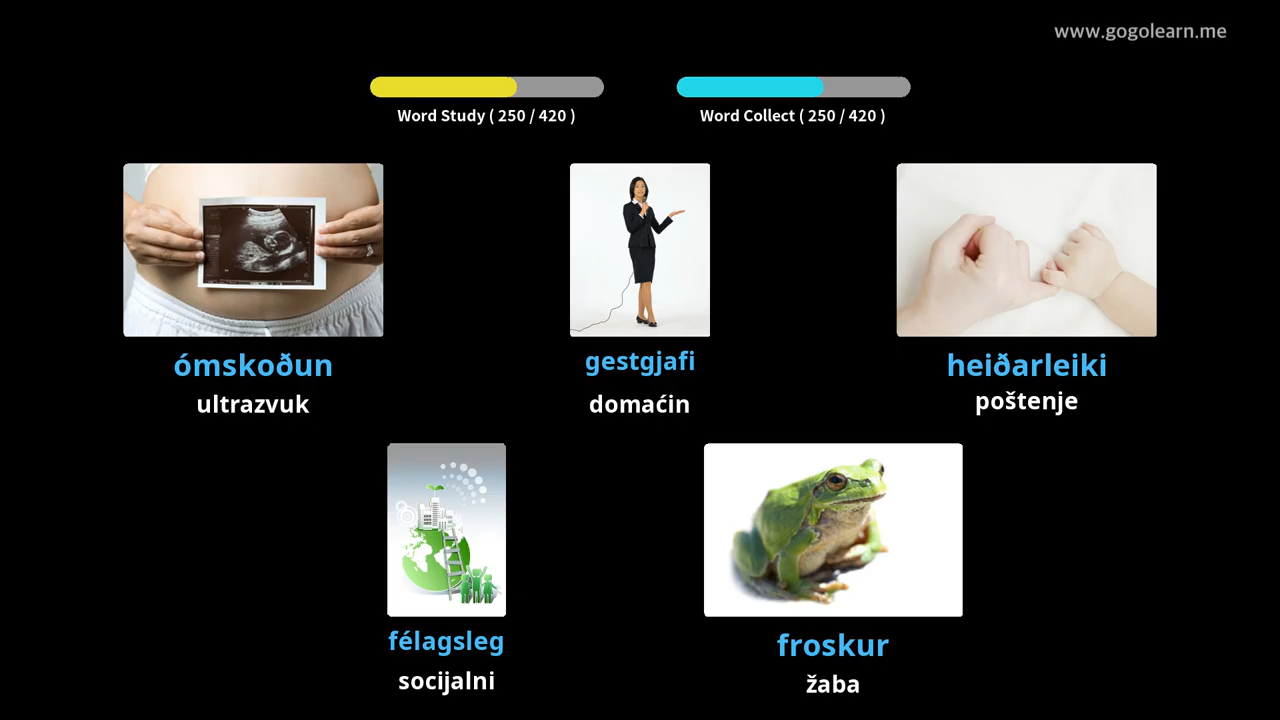 www.gogolearn.me
Word Study ( 250 / 420 )
Word Collect ( 250 / 420 )
ómskoðun
ultrazvuk
gestgjafi
domaćin
heiðarleiki
poštenje
félagsleg
socijalni
froskur
žaba